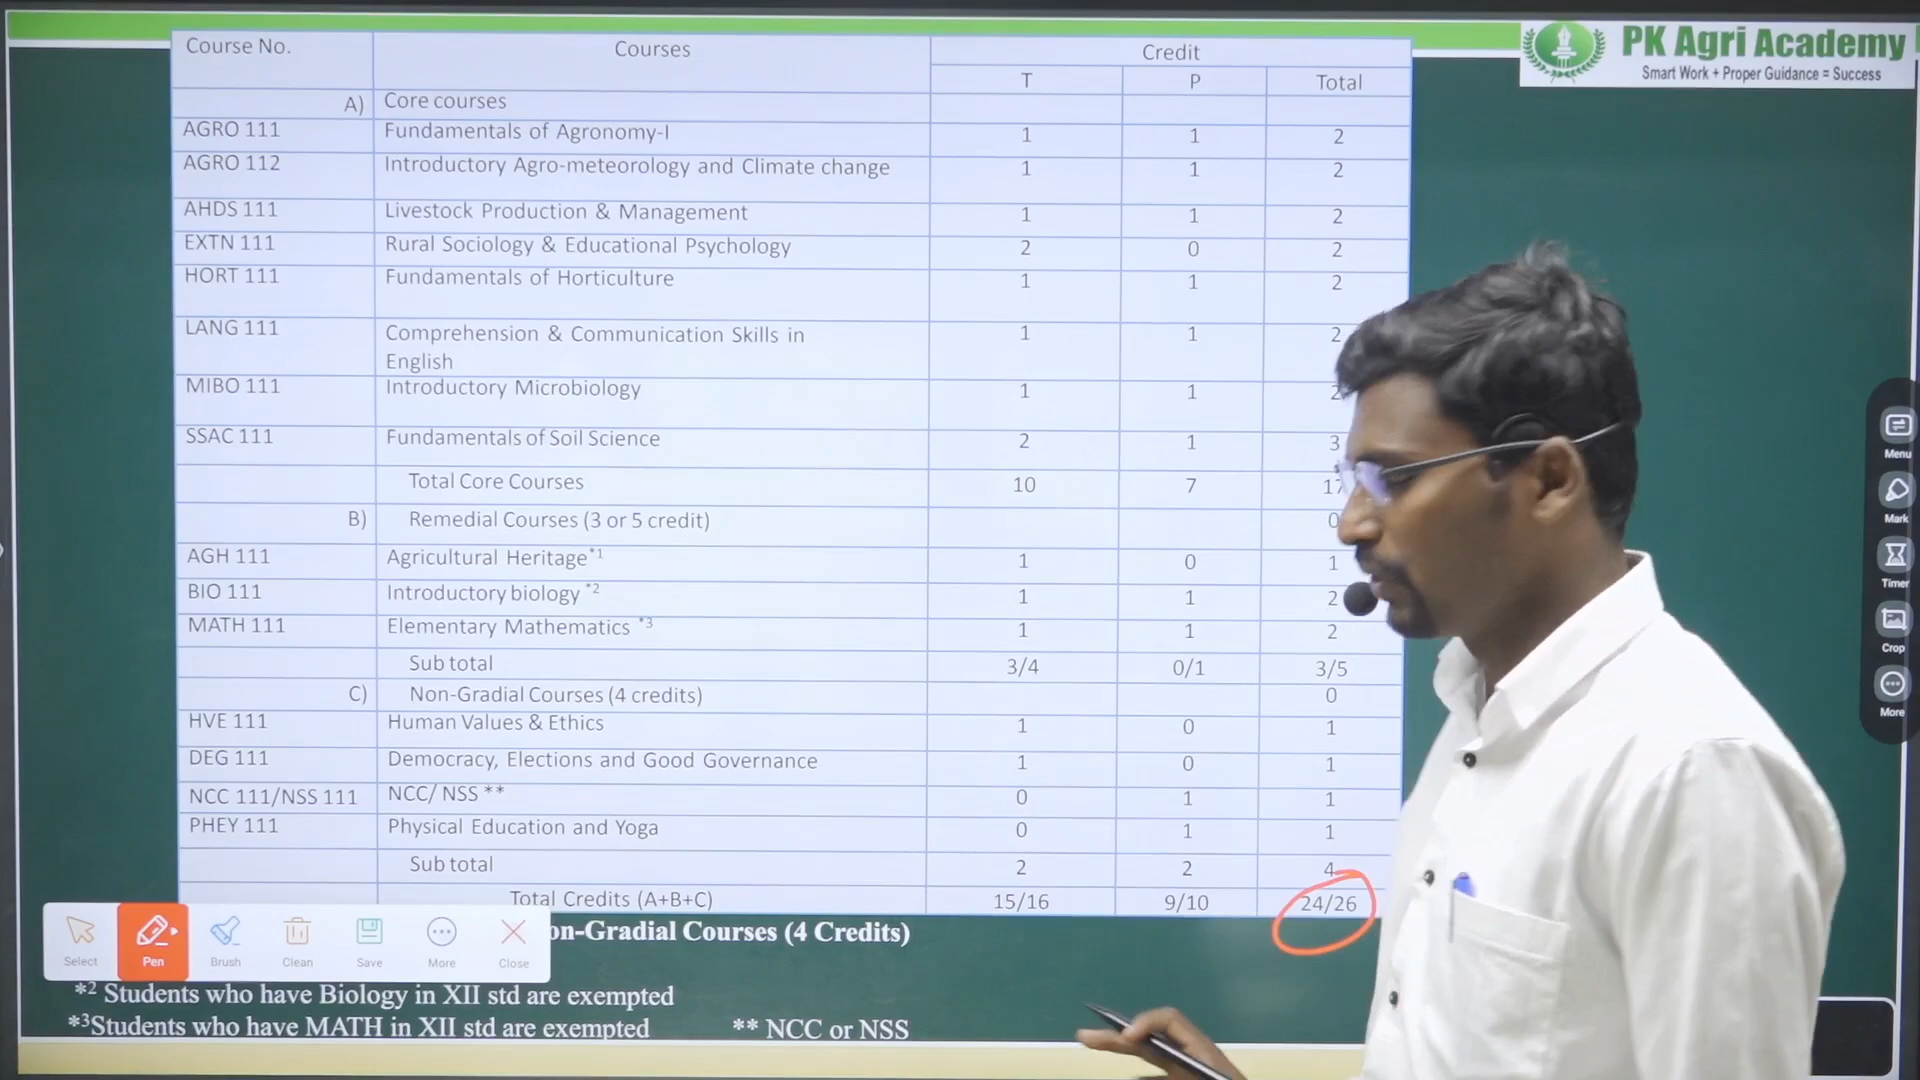 PK Agri Academy
Smart Work + Proper Guidance = Success
Course No. Courses Credit
T P Total
A) Core courses
AGRO 111 Fundamentals of Agronomy-I 1 1 2
AGRO 112 Introductory Agro-meteorology and Climate change 1 1 2
AHDS 111 Livestock Production & Management 1 1 2
EXTN 111 Rural Sociology & Educational Psychology 2 0 2
HORT 111 Fundamentals of Horticulture 1 1 2
LANG 111 Comprehension & Communication Skills in 1 1 2
English
MIBO 111 Introductory Microbiology 1 1 2
SSAC 111 Fundamentals of Soil Science 2 1 3
Total Core Courses 10 7 17
B) Remedial Courses (3 or 5 credit) 0
AGH 111 Agricultural Heritage*1 1 0 1
BIO 111 Introductory biology *2 1 1 2
MATH 111 Elementary Mathematics *3 1 1 2
Sub total 3/4 0/1 3/5
C) Non-Gradial Courses (4 credits) 0
HVE 111 Human Values & Ethics 1 0 1
DEG 111 Democracy, Elections and Good Governance 1 0 1
NCC 111/NSS 111 NCC/ NSS ** 0 1 1
PHEY 111 Physical Education and Yoga 0 1 1
Sub total 2 2 4
Total Credits (A+B+C) 15/16 9/10 24/26
on-Gradial Courses (4 Credits)
*2 Students who have Biology in XII std are exempted
*3Students who have MATH in XII std are exempted ** NCC or NSS
Select Pen Brush Clean Save More Close
Menu
Mark
Timer
Crop
More